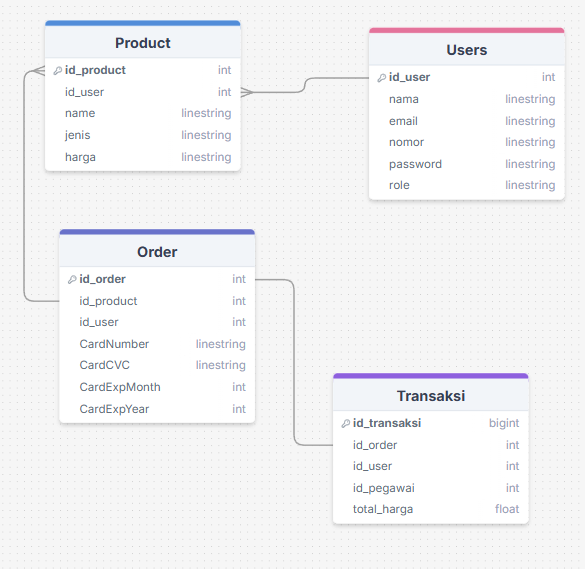 Product
id_product int
id_user int
name linestring
jenis linestring
harga linestring
Users
id_user int
nama linestring
email linestring
nomor linestring
password linestring
role linestring
Order
id_order int
id_product int
id_user int
CardNumber linestring
CardCVC linestring
CardExpMonth int
CardExpYear int
Transaksi
id_transaksi bigint
id_order int
id_user int
id_pegawai int
total_harga float